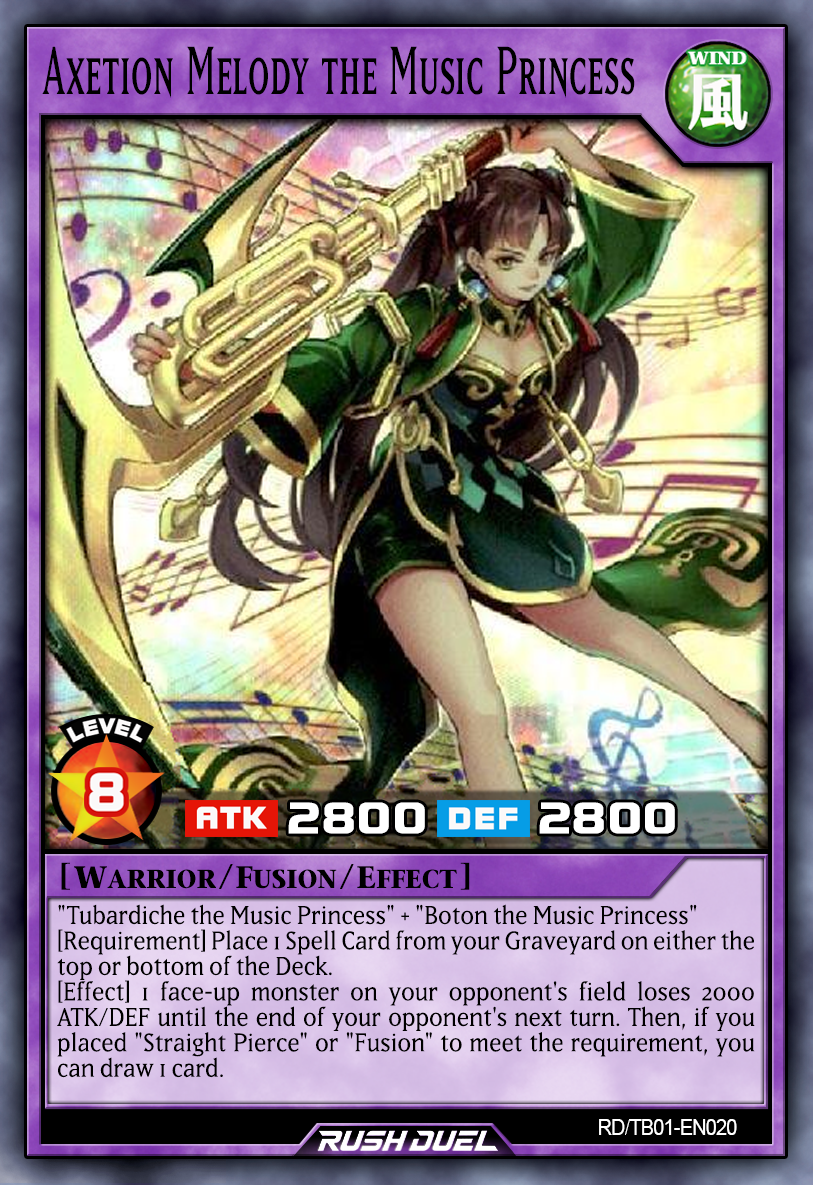 Axetion Melody the Music Princess
WIND
風
LEVEL
8
ATK 2800 DEF 2800
[Warrior/Fusion/Effect]
"Tubardiche the Music Princess" + "Boton the Music Princess"
[Requirement] Place 1 Spell Card from your Graveyard on either the
top or bottom of the Deck.
[Effect] 1 face-up monster on your opponent's field loses 2000
ATK/DEF until the end of your opponent's next turn. Then, if you
placed "Straight Pierce" or "Fusion" to meet the requirement, you
can draw 1 card.
RD/TB01-EN020
RUSH DUEL